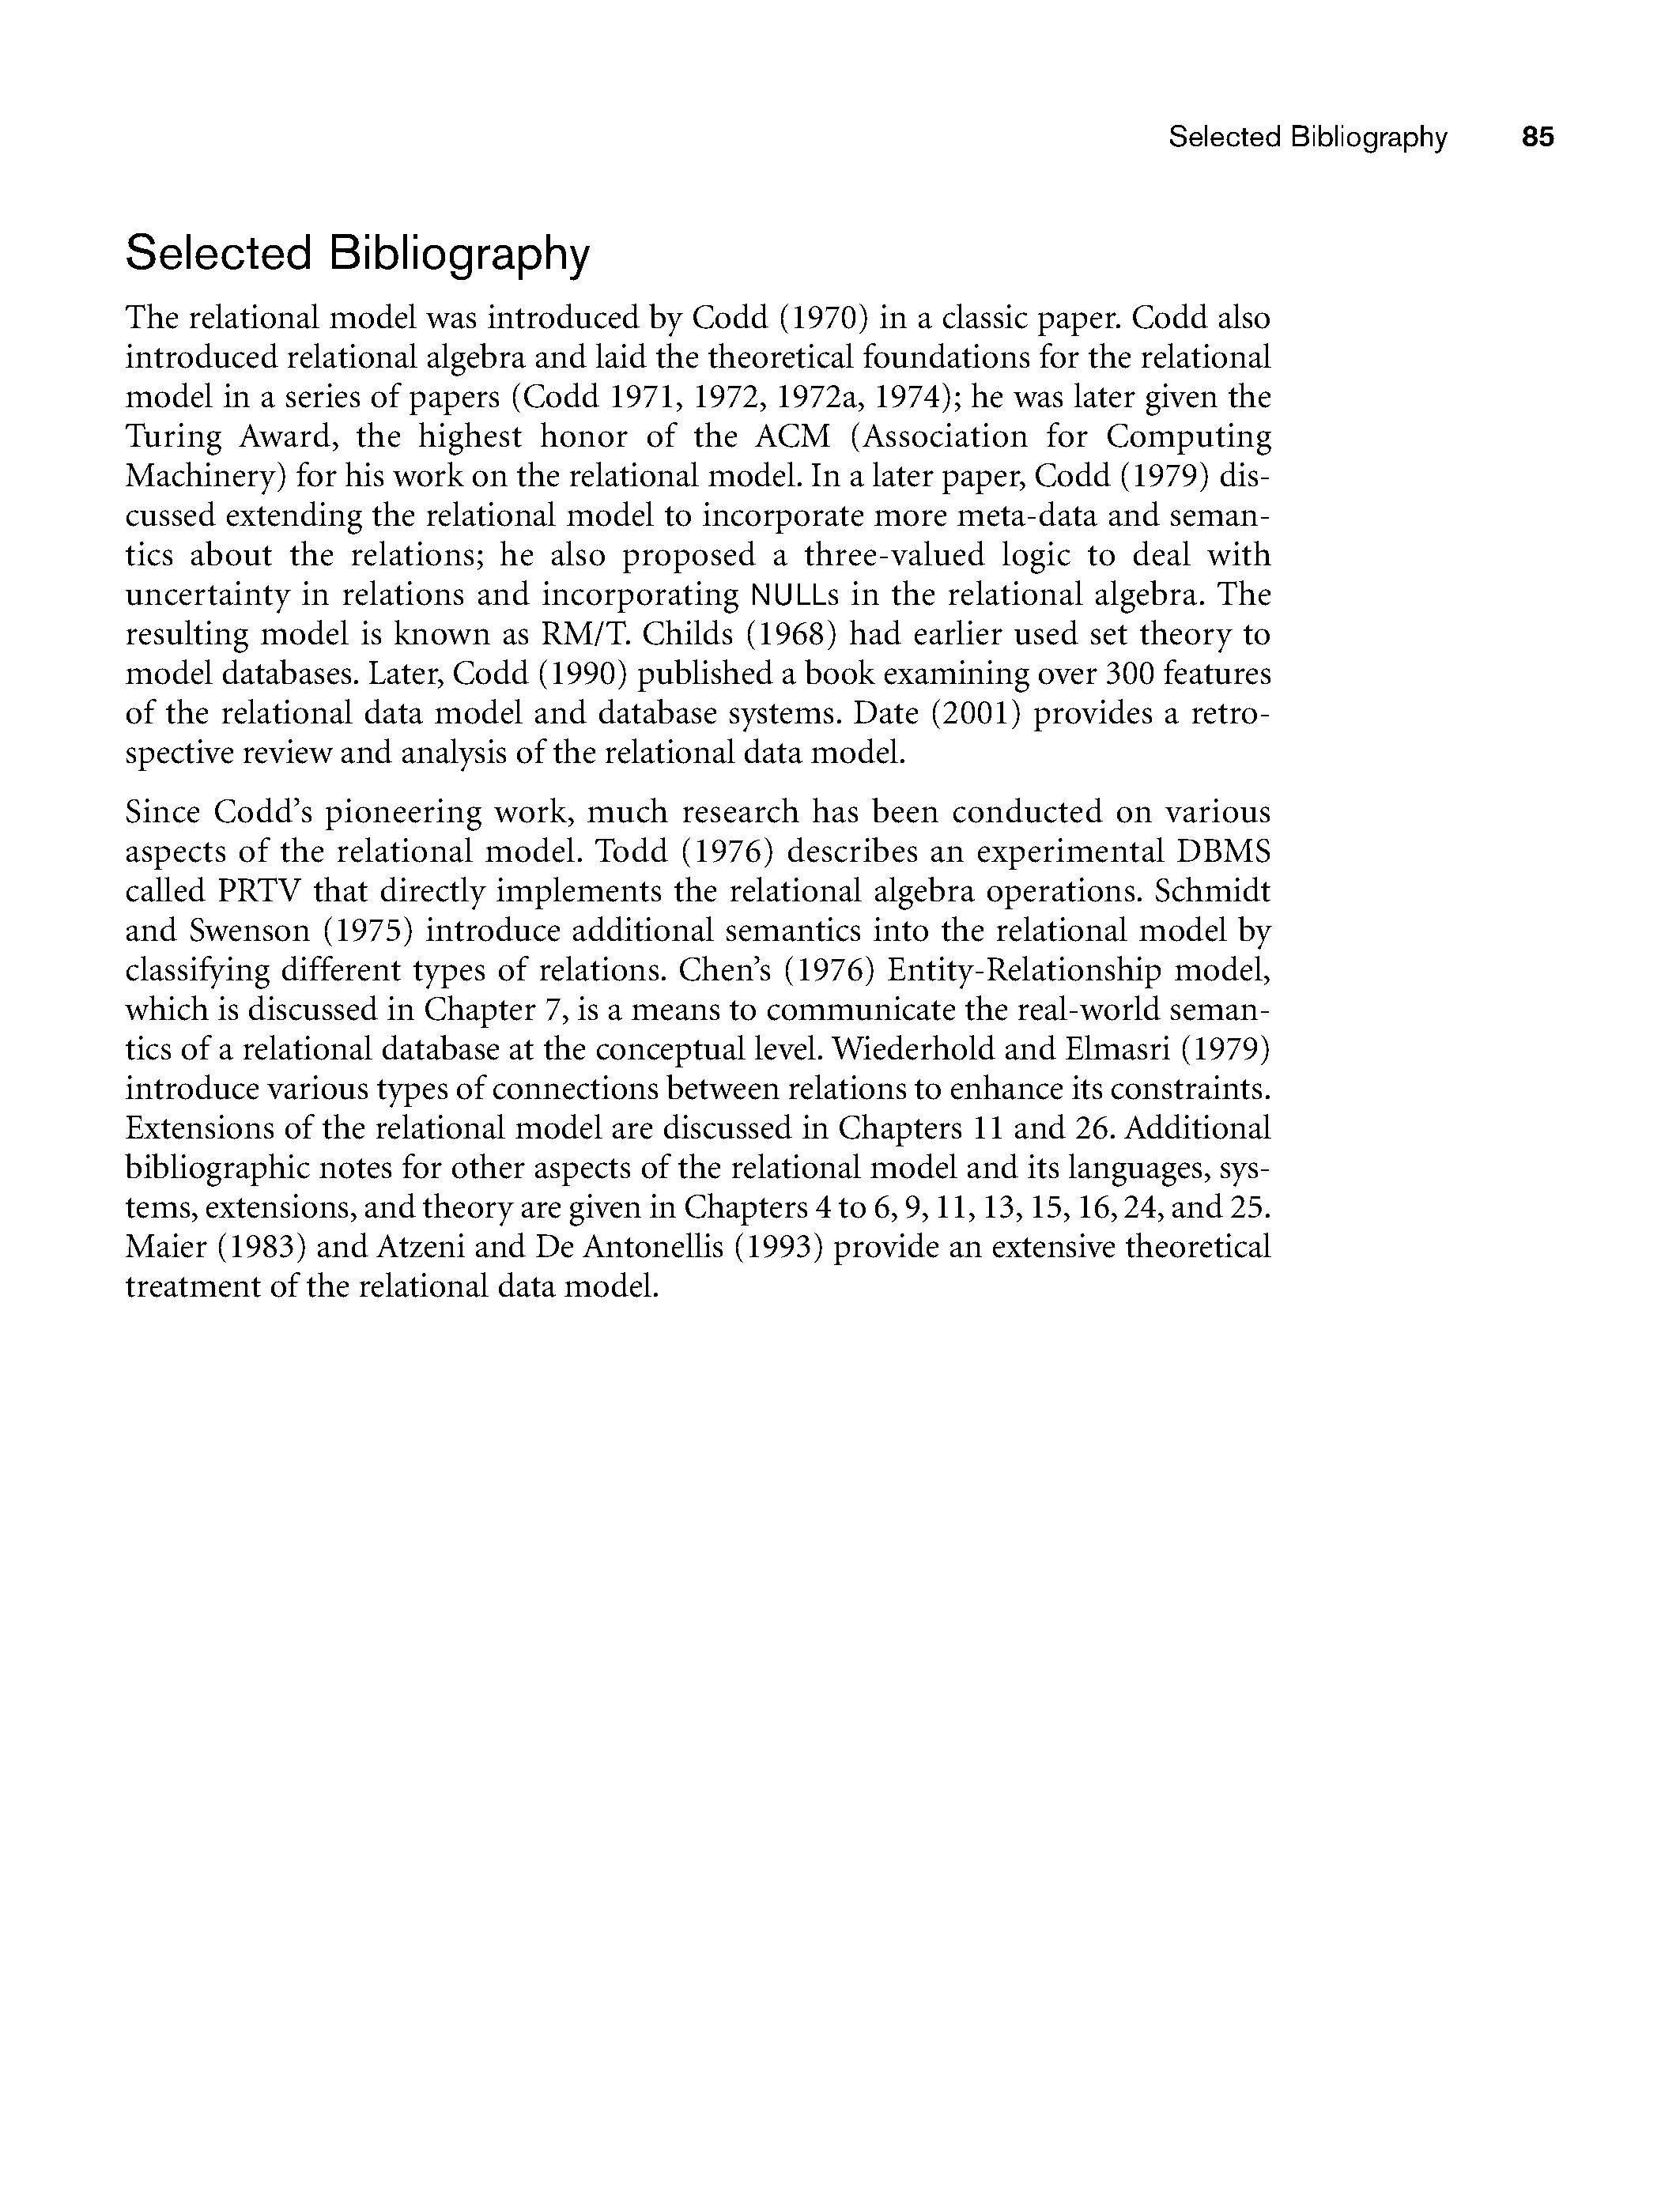 Selected Bibliography 85
Selected Bibliography
The relational model was introduced by Codd (1970) in a classic paper. Codd also
introduced relational algebra and laid the theoretical foundations for the relational
model in a series of papers (Codd 1971, 1972, 1972a, 1974); he was later given the
Turing Award, the highest honor of the ACM (Association for Computing
Machinery) for his work on the relational model. In a later paper, Codd (1979) dis-
cussed extending the relational model to incorporate more meta-data and seman-
tics about the relations; he also proposed a three-valued logic to deal with
uncertainty in relations and incorporating NULLs in the relational algebra. The
resulting model is known as RM/T. Childs (1968) had earlier used set theory to
model databases. Later, Codd (1990) published a book examining over 300 features
of the relational data model and database systems. Date (2001) provides a retro-
spective review and analysis of the relational data model.
Since Codd’s pioneering work, much research has been conducted on various
aspects of the relational model. Todd (1976) describes an experimental DBMS
called PRTV that directly implements the relational algebra operations. Schmidt
and Swenson (1975) introduce additional semantics into the relational model by
classifying different types of relations. Chen’s (1976) Entity-Relationship model,
which is discussed in Chapter 7, is a means to communicate the real-world seman-
tics of a relational database at the conceptual level. Wiederhold and Elmasri (1979)
introduce various types of connections between relations to enhance its constraints.
Extensions of the relational model are discussed in Chapters 11 and 26. Additional
bibliographic notes for other aspects of the relational model and its languages, sys-
tems, extensions, and theory are given in Chapters 4 to 6, 9, 11, 13, 15, 16, 24, and 25.
Maier (1983) and Atzeni and De Antonellis (1993) provide an extensive theoretical
treatment of the relational data model.